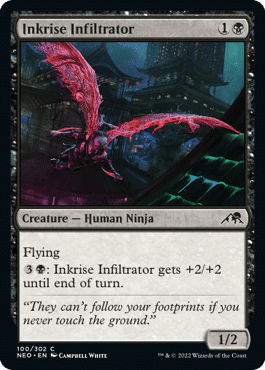 Inkrise Infiltrator 1
Creature — Human Ninja
Flying
3: Inkrise Infiltrator gets +2/+2
until end of turn.
“They can’t follow your footprints if you
never touch the ground.”
1/2
100/302 C
NEO • EN Campbell White
™ & © 2022 Wizards of the Coast